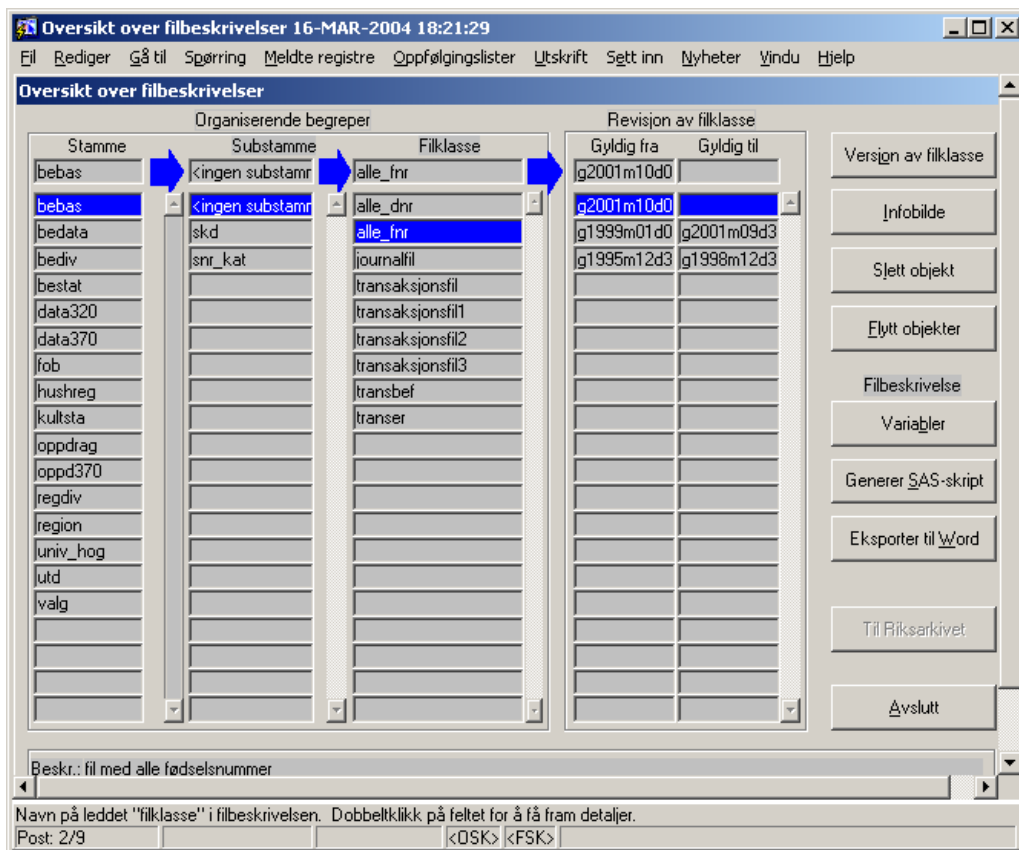 Oversikt over filbeskrivelser 16-MAR-2004 18:21:29
Fil Rediger Gå til Spørring Meldte registre Oppfølgingslister Utskrift Sett inn Nyheter Vindu Hjelp
Oversikt over filbeskrivelser
Organiserende begreper Revisjon av filklasse
Stamme Substamme Filklasse Gyldig fra Gyldig til
bebas <ingen substamr alle_fnr g2001m10d0
bebas <ingen substamr alle_dnr g2001m10d0
bedata skd alle_fnr g1999m01d0 g2001m09d3
bediv snr_kat journalfil g1995m12d3 g1998m12d3
bestat transaksjonsfil
data320 transaksjonsfil1
data370 transaksjonsfil2
fob transaksjonsfil3
hushreg transbef
kultsta transer
oppdrag
oppd370
regdiv
region
univ_hog
utd
valg
Version av filklasse
Infobilde
Slett objekt
Flytt objekter
Filbeskrivelse
Variabler
Generer SAS-skript
Eksporter til Word
Til Riksarkivet
Avslutt
Beskr.: fil med alle fødselsnummer
Navn på leddet "filklasse" i filbeskrivelsen. Dobbeltklikk på feltet for å få fram detaljer.
Post: 2/9 <OSK> <FSK>